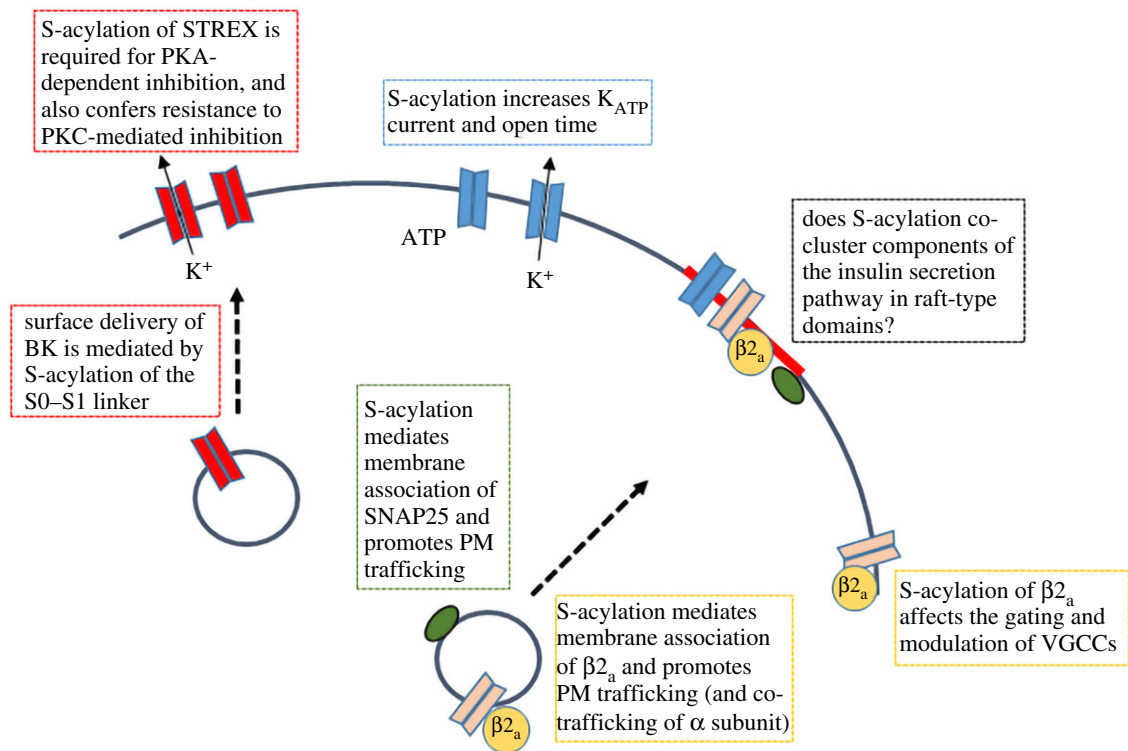 S-acylation of STREX is
required for PKA-
dependent inhibition, and
also confers resistance to
PKC-mediated inhibition
S-acylation increases K_ATP
current and open time
ATP
K⁺
K⁺
does S-acylation co-
cluster components of
the insulin secretion
pathway in raft-type
domains?
surface delivery of
BK is mediated by
S-acylation of the
S0–S1 linker
β2ₐ
S-acylation
mediates
membrane
association of
SNAP25 and
promotes PM
trafficking
β2ₐ
S-acylation of β2ₐ
affects the gating and
modulation of VGCCs
S-acylation mediates
membrane association
of β2ₐ and promotes
PM trafficking (and co-
trafficking of α subunit)
β2ₐ